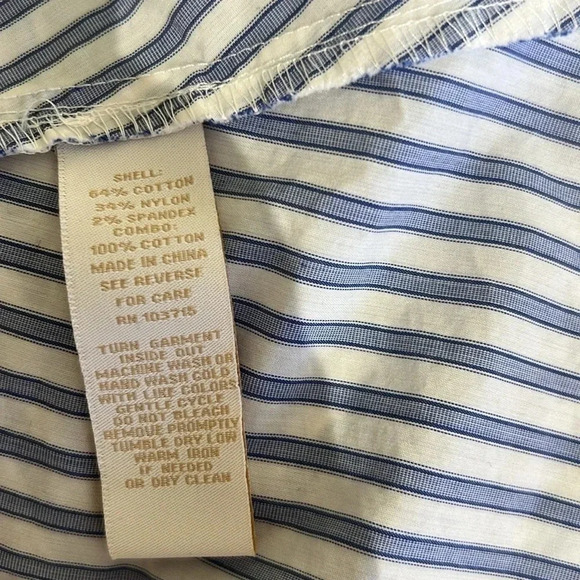 SHELL:
64% COTTON
34% NYLON
2% SPANDEX
COMBO:
100% COTTON
MADE IN CHINA
SEE REVERSE
FOR CARE
RN 103715
TURN GARMENT
INSIDE OUT
MACHINE WASH OR
HAND WASH COLD
WITH LIKE COLORS
GENTLE CYCLE
DO NOT BLEACH
REMOVE PROMPTLY
TUMBLE DRY LOW
WARM IRON
IF NEEDED
OR DRY CLEAN